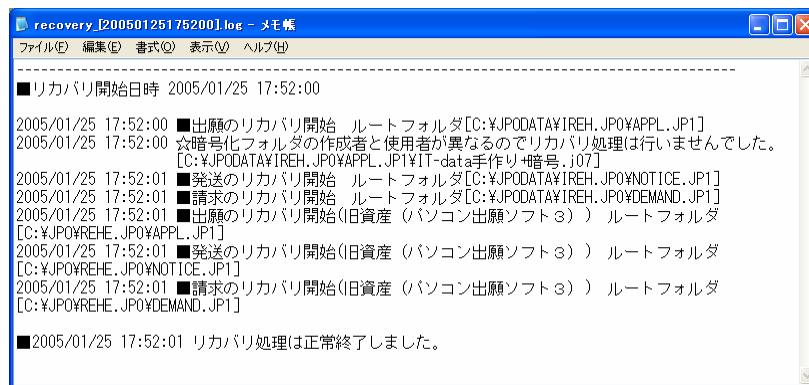 recovery_[20050125175200].log - メモ帳
ファイル(F) 編集(E) 書式(O) 表示(V) ヘルプ(H)
--------------------------------------------------------------------------------
■リカバリ開始日時 2005/01/25 17:52:00
2005/01/25 17:52:00 ■出願のリカバリ開始 ルートフォルダ[C:¥JPODATA¥IREH.JPO¥APPL.JP1]
2005/01/25 17:52:00 ☆暗号化フォルダの作成者と使用者が異なるのでリカバリ処理は行いませんでした。
[C:¥JPODATA¥IREH.JPO¥APPL.JP1¥IT-data手作り+暗号.j07]
2005/01/25 17:52:01 ■発送のリカバリ開始 ルートフォルダ[C:¥JPODATA¥IREH.JPO¥NOTICE.JP1]
2005/01/25 17:52:01 ■請求のリカバリ開始 ルートフォルダ[C:¥JPODATA¥IREH.JPO¥DEMAND.JP1]
2005/01/25 17:52:01 ■出願のリカバリ開始(旧資産（パソコン出願ソフト３）) ルートフォルダ
[C:¥JPO¥REHE.JPO¥APPL.JP1]
2005/01/25 17:52:01 ■発送のリカバリ開始(旧資産（パソコン出願ソフト３）) ルートフォルダ
[C:¥JPO¥REHE.JPO¥NOTICE.JP1]
2005/01/25 17:52:01 ■請求のリカバリ開始(旧資産（パソコン出願ソフト３）) ルートフォルダ
[C:¥JPO¥REHE.JPO¥DEMAND.JP1]
■2005/01/25 17:52:01 リカバリ処理は正常終了しました。